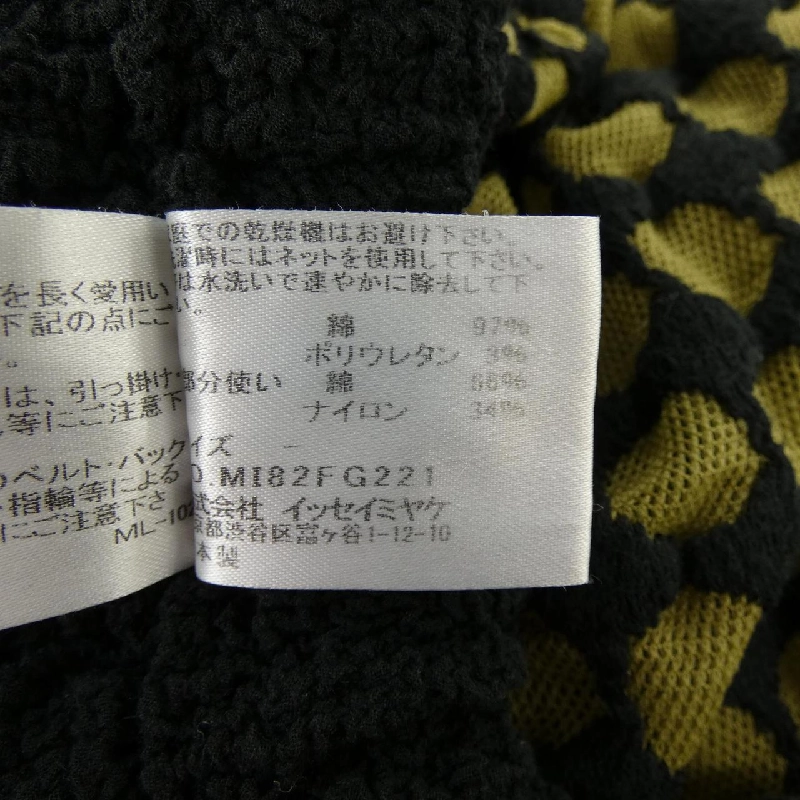 を長く愛用い
下記の点にご
。
は、引っ掛け・
等にご注意下
ベルト・バック
・指輪等による
にご注意下さ
ML-102
での乾燥機はお避け下さい。
濯時にはネットを使用して下さい。
は水洗いで速やかに除去して下
い。
綿 97%
ポリウレタン 3%
部分使い 綿
ナイロン
イズ -
O. MI82FG221
式会社 イッセイミヤケ
京都渋谷区富ヶ谷1-12-10
本製